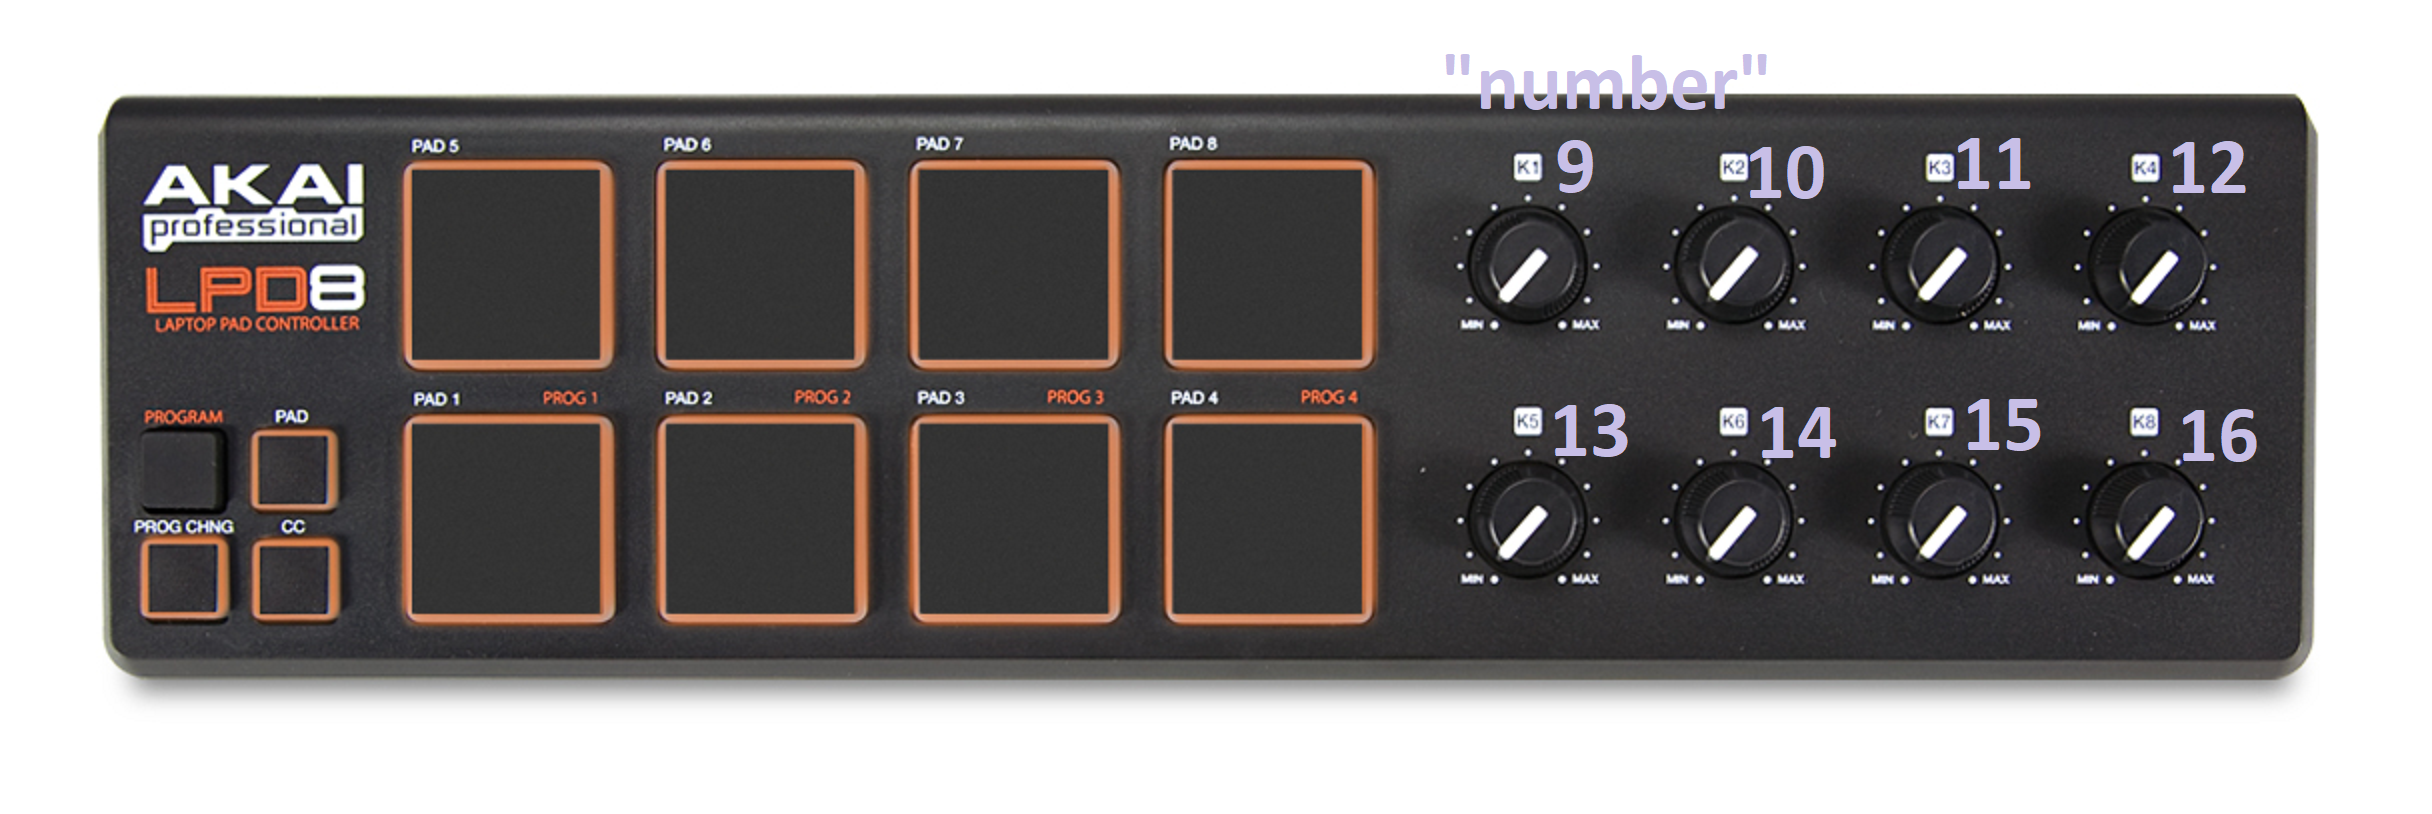 "number"
PAD 5 PAD 6 PAD 7 PAD 8
K1 9 K2 10 K3 11 K4 12
AKAI
professional
LPD8
LAPTOP PAD CONTROLLER
MIN MAX MIN MAX MIN MAX MIN MAX
PAD 1 PROG 1 PAD 2 PROG 2 PAD 3 PROG 3 PAD 4 PROG 4
PROGRAM PAD
K5 13 K6 14 K7 15 K8 16
PROG CHNG CC
MIN MAX MIN MAX MIN MAX MIN MAX